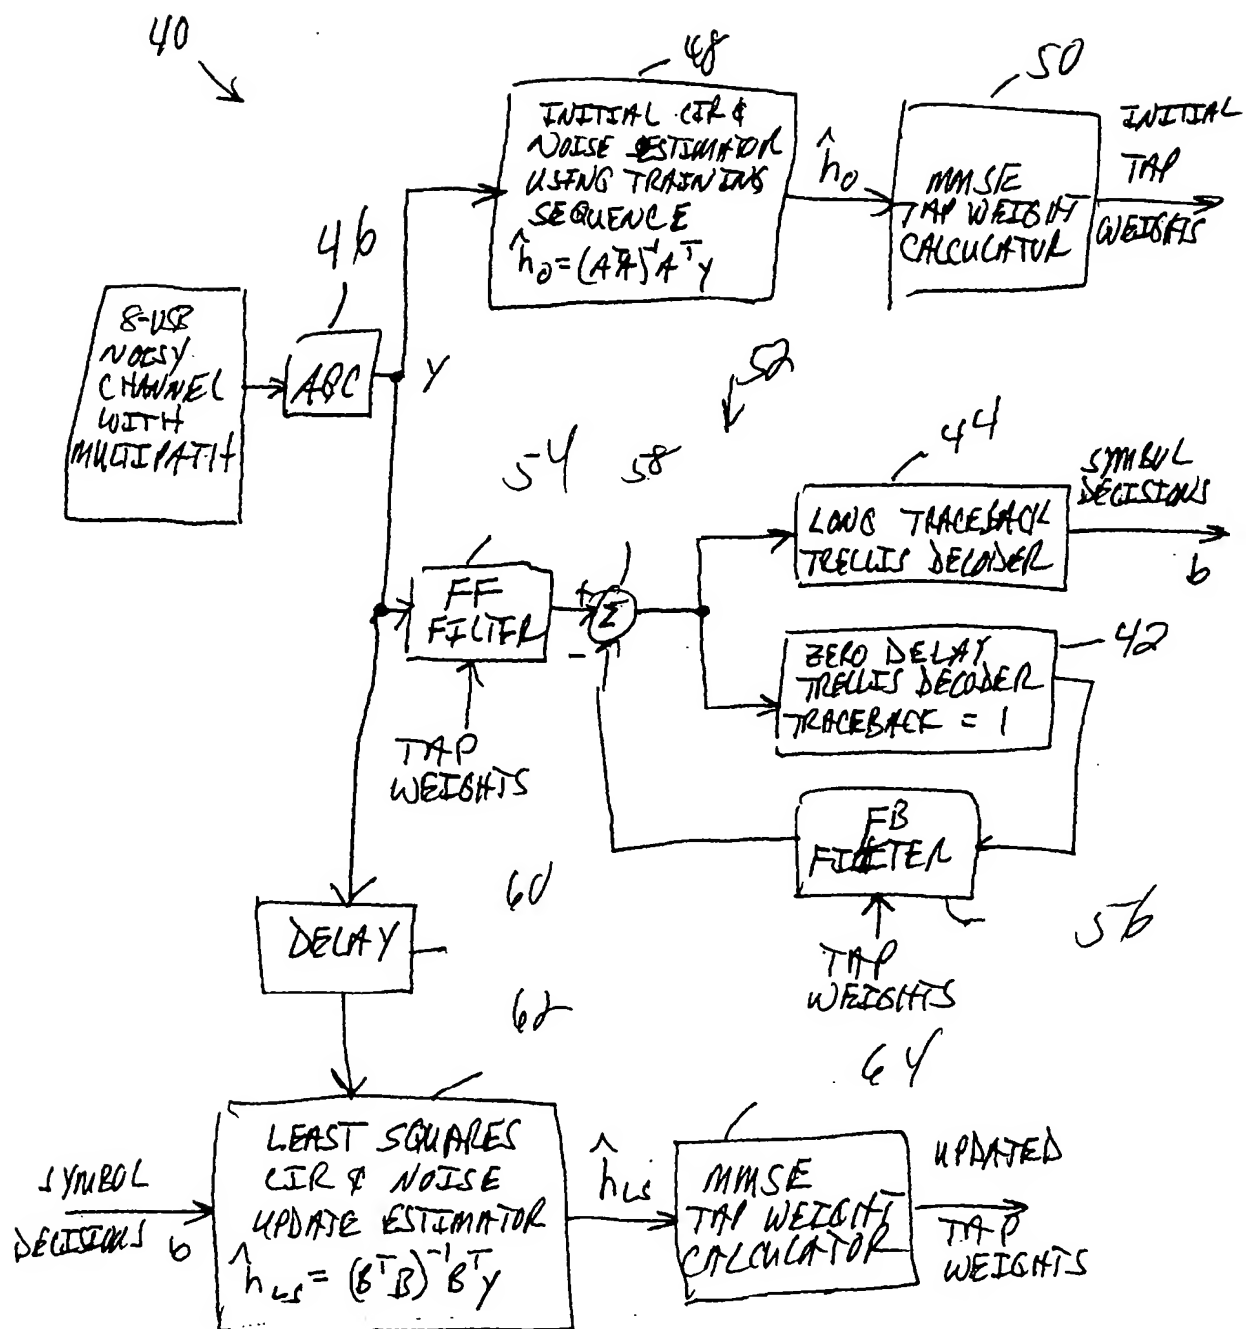 40
48
50
INITIAL CIR &
NOISE ESTIMATOR
USING TRAINING
SEQUENCE
ĥ₀ = (AᵀA)⁻¹Aᵀy
ĥ₀
MMSE
TAP WEIGHT
CALCULATOR
INITIAL
TAP
WEIGHTS
46
8-VSB
NOISY
CHANNEL
WITH
MULTIPATH
AGC
Y
52
54
58
44
FF
FILTER
+
Σ
-
LONG TRACEBACK
TRELLIS DECODER
SYMBOL
DECISIONS
b
42
ZERO DELAY
TRELLIS DECODER
TRACEBACK = 1
TAP
WEIGHTS
FB
FILTER
56
TAP
WEIGHTS
60
DELAY
62
64
SYMBOL
DECISIONS
b
LEAST SQUARES
CIR & NOISE
UPDATE ESTIMATOR
ĥLS = (BᵀB)⁻¹Bᵀy
ĥLS
MMSE
TAP WEIGHT
CALCULATOR
UPDATED
TAP
WEIGHTS